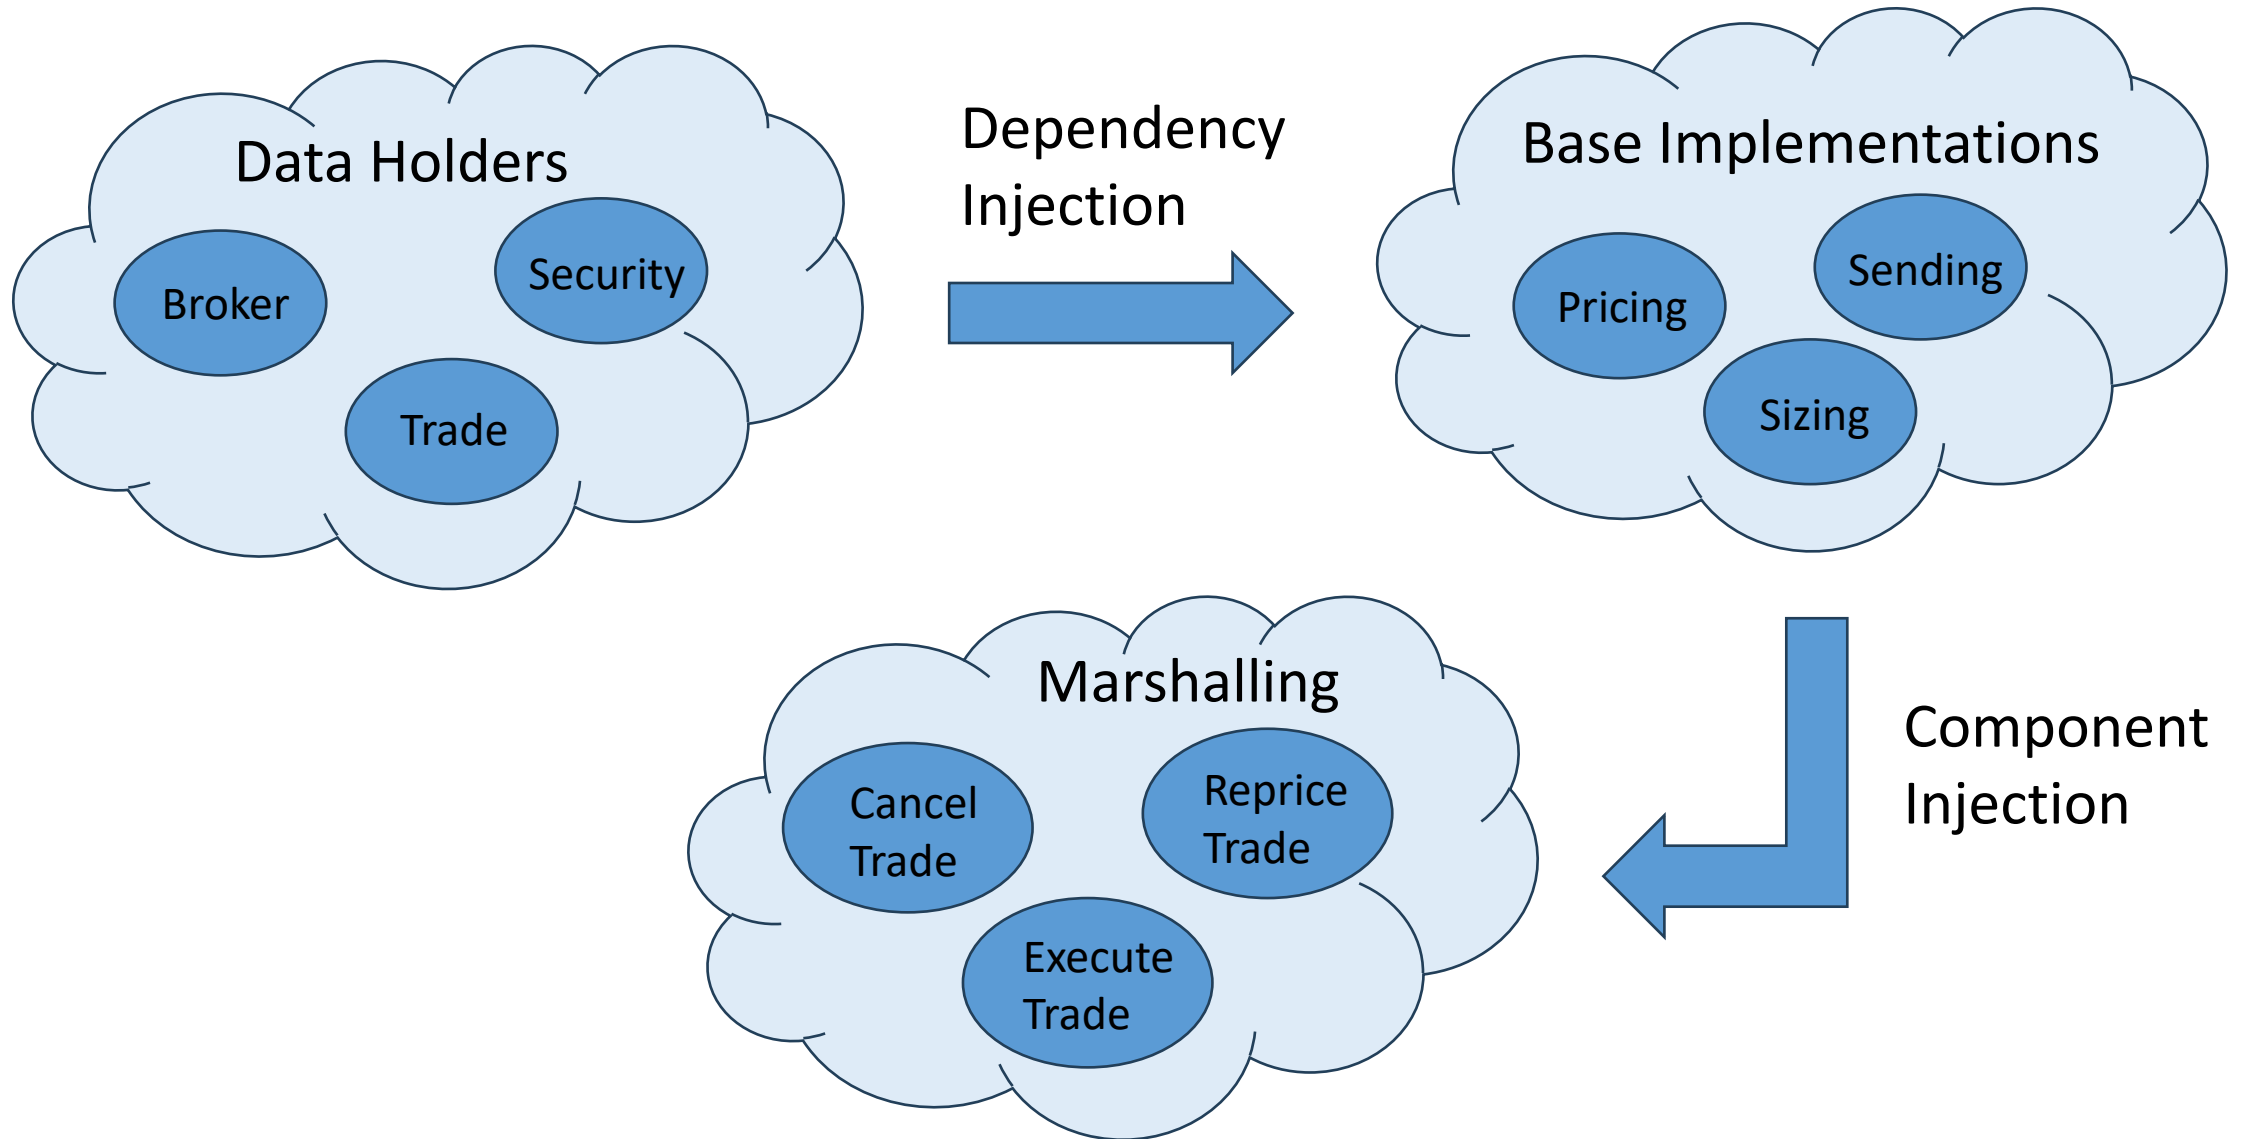 Data Holders
Broker
Security
Trade
Dependency
Injection
Base Implementations
Pricing
Sending
Sizing
Component
Injection
Marshalling
Cancel
Trade
Reprice
Trade
Execute
Trade